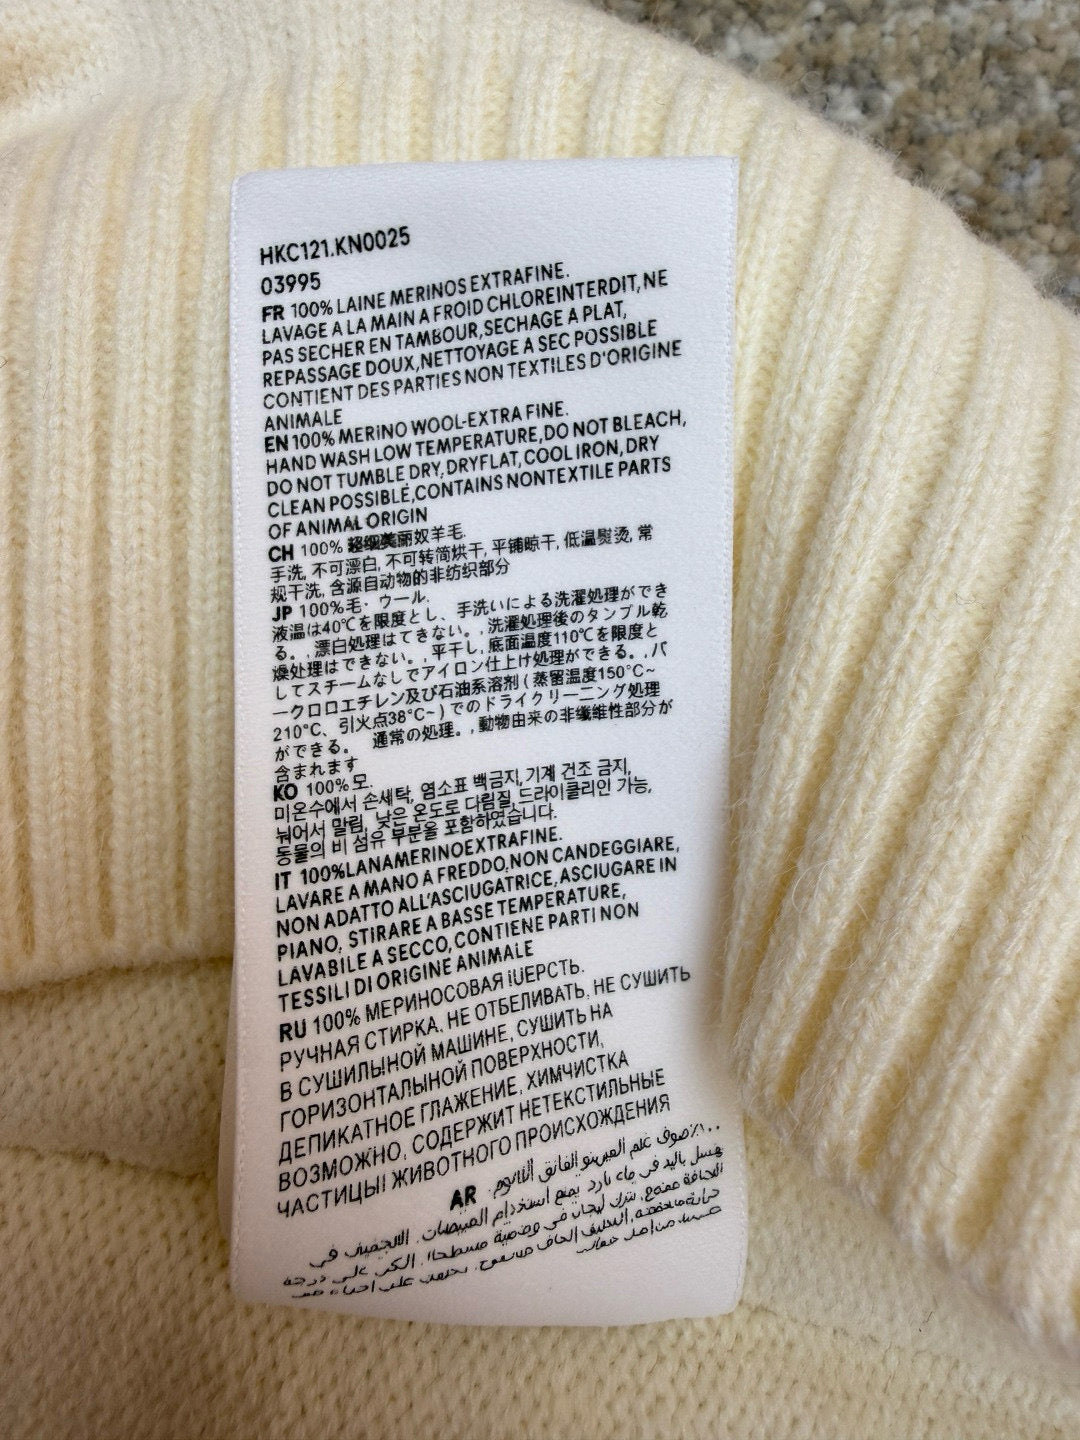 HKC121.KN0025
03995
FR 100% LAINE MERINOS EXTRAFINE.
LAVAGE A LA MAIN A FROID CHLOREINTERDIT,NE
PAS SECHER EN TAMBOUR,SECHAGE A PLAT,
REPASSAGE DOUX,NETTOYAGE A SEC POSSIBLE
CONTIENT DES PARTIES NON TEXTILES D'ORIGINE
ANIMALE
EN 100% MERINO WOOL-EXTRA FINE.
HAND WASH LOW TEMPERATURE,DO NOT BLEACH,
DO NOT TUMBLE DRY,DRYFLAT,COOL IRON,DRY
CLEAN POSSIBLE,CONTAINS NONTEXTILE PARTS
OF ANIMAL ORIGIN
CH 100% 超细美丽奴羊毛.
手洗, 不可漂白, 不可转筒烘干, 平铺晾干, 低温熨烫, 常
规干洗, 含源自动物的非纺织部分
JP 100%毛・ウール.
液温は40℃を限度とし、手洗いによる洗濯処理ができ
る。,漂白処理はてきない。,洗濯処理後のタンブル乾
燥处理はできない。,平干し,底面温度110℃を限度と
してスチームなしでアイロン仕上げ処理ができる。,パ
ークロロエチレン及び石油系溶剤 ( 蒸留温度150°C~
210°C、引火点38°C~ ) でのドライクリーニング処理
ができる。 通常の処理。,動物由来の非繊維性部分が
含まれます
KO 100%모.
미온수에서 손세탁, 염소표 백금지, 기계 건조 금지,
눠어서 말림, 낮은 온도로 다림질, 드라이클리인 가능,
동물의 비 섬유 부분을 포함하였습니다.
IT 100%LANAMERINOEXTRAFINE.
LAVARE A MANO A FREDDO,NON CANDEGGIARE,
NON ADATTO ALL'ASCIUGATRICE,ASCIUGARE IN
PIANO, STIRARE A BASSE TEMPERATURE,
LAVABILE A SECCO,CONTIENE PARTI NON
TESSILI DI ORIGINE ANIMALE
RU 100% МЕРИНОСОВАЯ ШЕРСТЬ.
РУЧНАЯ СТИРКА, НЕ ОТБЕЛИВАТЬ, НЕ СУШИТЬ
В СУШИЛЫНОЙ МАШИНЕ, СУШИТЬ НА
ГОРИЗОНТАЛЫНОЙ ПОВЕРХНОСТИ,
ДЕПИКАТНОЕ ГЛАЖЕНИЕ, ХИМЧИСТКА
ВОЗМОЖНО, СОДЕРЖИТ НЕТЕКСТИЛЬНЫЕ
ЧАСТИЦЫ ЖИВОТНОГО ПРОИСХОЖДЕНИЯ
١٠٠٪صوف غنم المرينو الفائق النعوم. AR